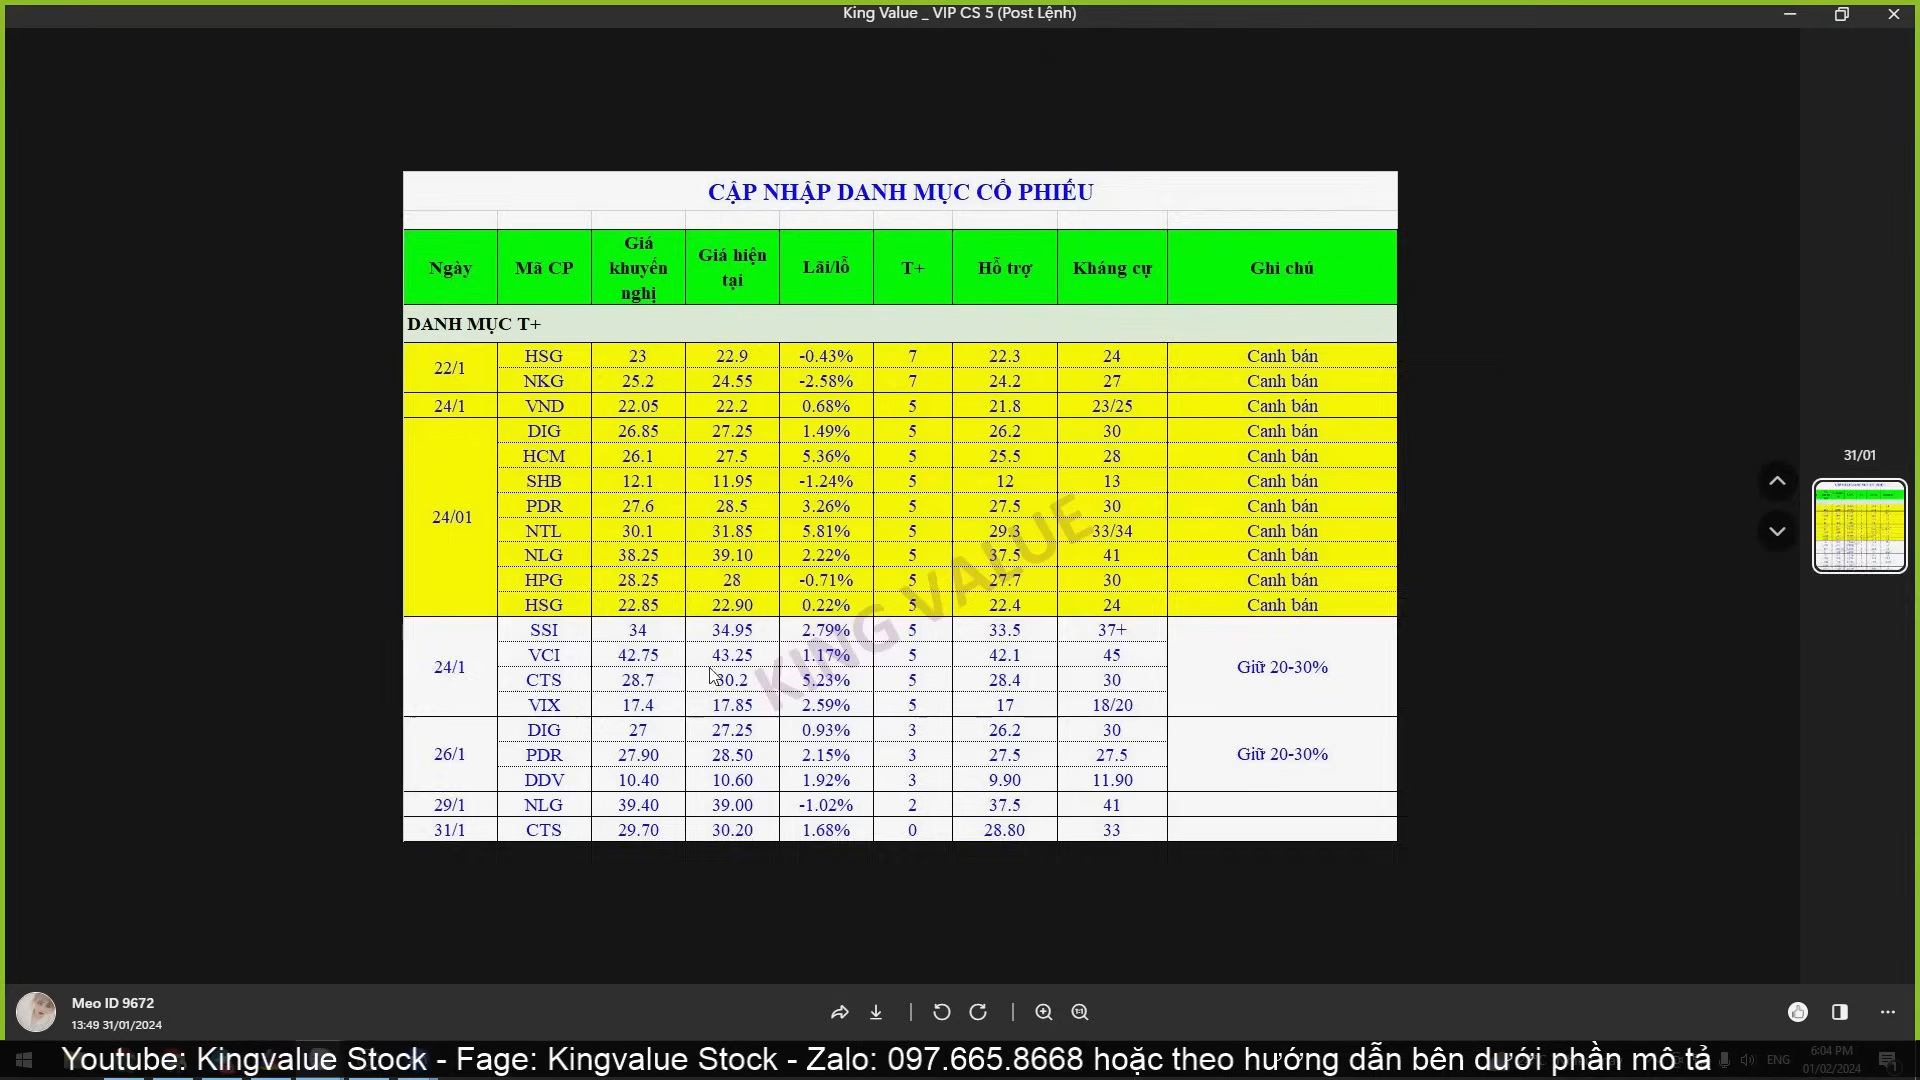 King Value _ VIP CS 5 (Post Lệnh)
CẬP NHẬP DANH MỤC CỔ PHIẾU
Ngày Mã CP Giá khuyến nghị Giá hiện tại Lãi/lỗ T+ Hỗ trợ Kháng cự Ghi chú
DANH MỤC T+
22/1 HSG 23 22.9 -0.43% 7 22.3 24 Canh bán
NKG 25.2 24.55 -2.58% 7 24.2 27 Canh bán
24/1 VND 22.05 22.2 0.68% 5 21.8 23/25 Canh bán
24/01 DIG 26.85 27.25 1.49% 5 26.2 30 Canh bán
HCM 26.1 27.5 5.36% 5 25.5 28 Canh bán
SHB 12.1 11.95 -1.24% 5 12 13 Canh bán
PDR 27.6 28.5 3.26% 5 27.5 30 Canh bán
NTL 30.1 31.85 5.81% 5 29.3 33/34 Canh bán
NLG 38.25 39.10 2.22% 5 37.5 41 Canh bán
HPG 28.25 28 -0.71% 5 27.7 30 Canh bán
HSG 22.85 22.90 0.22% 5 22.4 24 Canh bán
24/1 SSI 34 34.95 2.79% 5 33.5 37+ Giữ 20-30%
VCI 42.75 43.25 1.17% 5 42.1 45
CTS 28.7 30.2 5.23% 5 28.4 30
VIX 17.4 17.85 2.59% 5 17 18/20
26/1 DIG 27 27.25 0.93% 3 26.2 30 Giữ 20-30%
PDR 27.90 28.50 2.15% 3 27.5 27.5
DDV 10.40 10.60 1.92% 3 9.90 11.90
29/1 NLG 39.40 39.00 -1.02% 2 37.5 41
31/1 CTS 29.70 30.20 1.68% 0 28.80 33
KING VALUE
31/01
Meo ID 9672
13:49 31/01/2024
Youtube: Kingvalue Stock - Fage: Kingvalue Stock - Zalo: 097.665.8668 hoặc theo hướng dẫn bên dưới phần mô tả
ENG
6:04 PM
01/02/2024